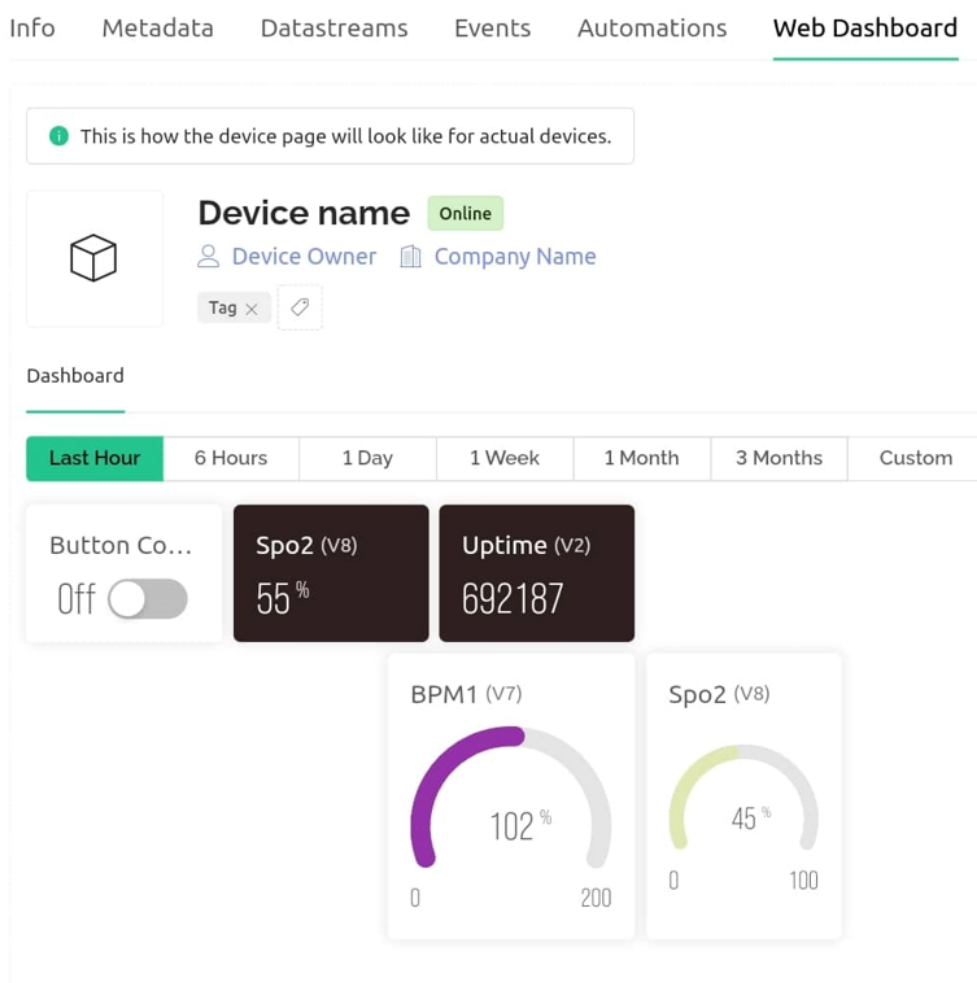 Info Metadata Datastreams Events Automations Web Dashboard
This is how the device page will look like for actual devices.
Device name Online
Device Owner Company Name
Tag
Dashboard
Last Hour 6 Hours 1 Day 1 Week 1 Month 3 Months Custom
Button Co... Spo2 (V8) Uptime (V2)
Off 55 % 692187
BPM1 (V7) Spo2 (V8)
102 % 45 %
0 200 0 100